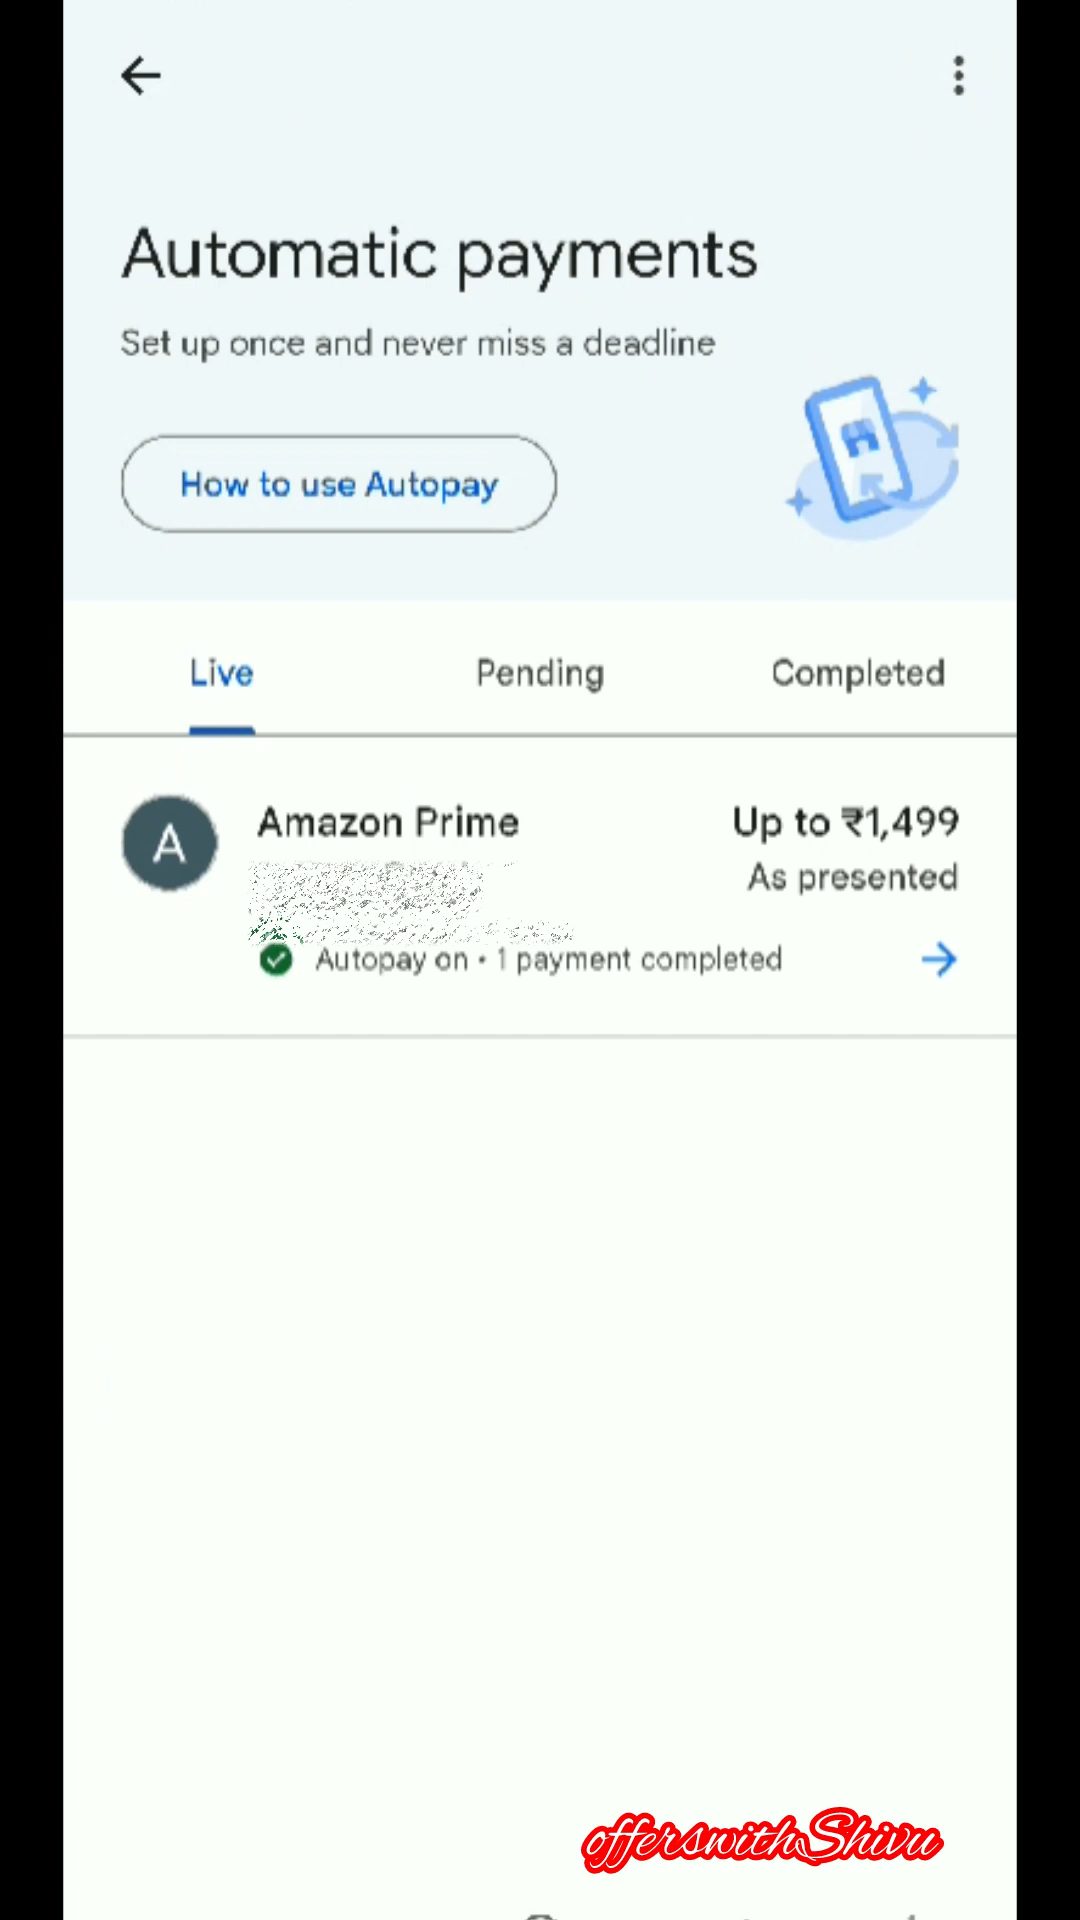 Automatic payments
Set up once and never miss a deadline
How to use Autopay
Live Pending Completed
A Amazon Prime Up to ₹1,499
As presented
Autopay on • 1 payment completed
offerswithShivu